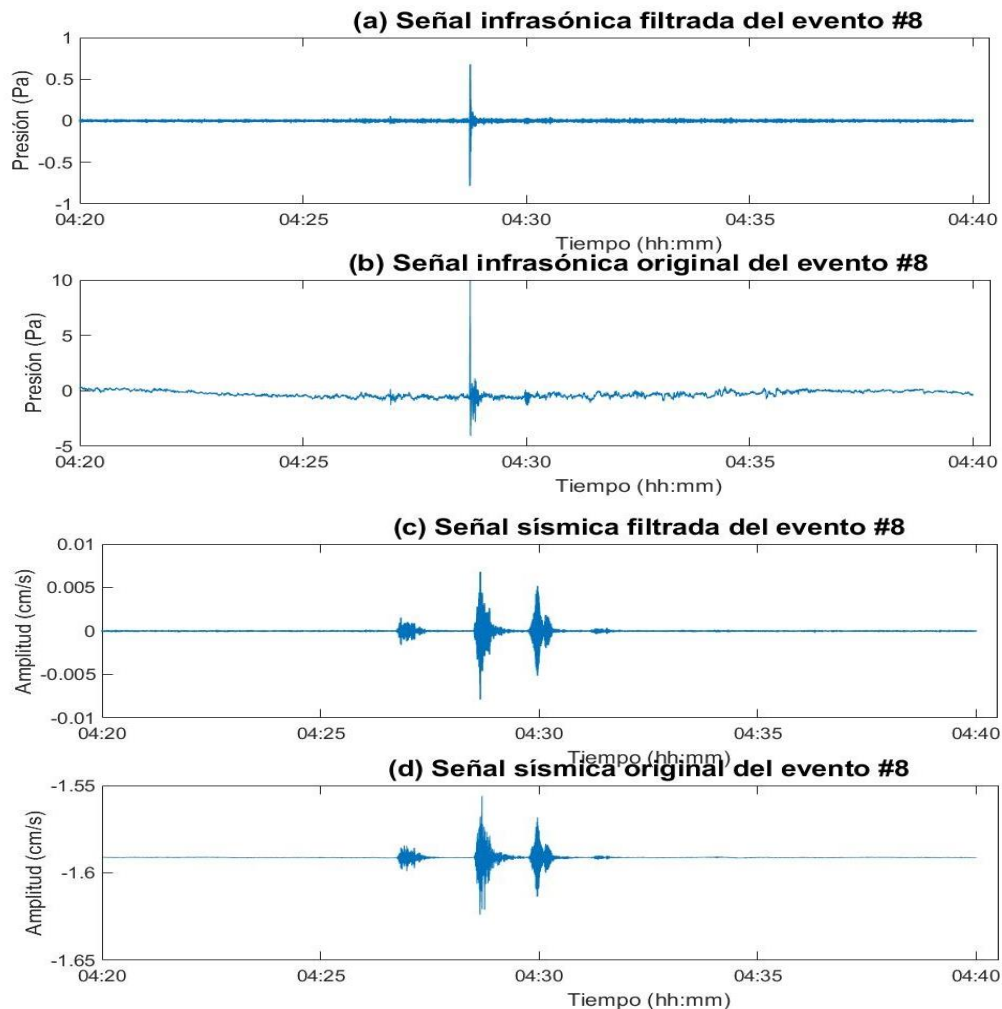 (a) Señal infrasónica filtrada del evento #8
Presión (Pa)
1
0.5
0
-0.5
-1
04:20 04:25 04:30 04:35 04:40
Tiempo (hh:mm)
(b) Señal infrasónica original del evento #8
Presión (Pa)
10
5
0
-5
04:20 04:25 04:30 04:35 04:40
Tiempo (hh:mm)
(c) Señal sísmica filtrada del evento #8
Amplitud (cm/s)
0.01
0.005
0
-0.005
-0.01
04:20 04:25 04:30 04:35 04:40
Tiempo (hh:mm)
(d) Señal sísmica original del evento #8
Amplitud (cm/s)
-1.55
-1.6
-1.65
04:20 04:25 04:30 04:35 04:40
Tiempo (hh:mm)